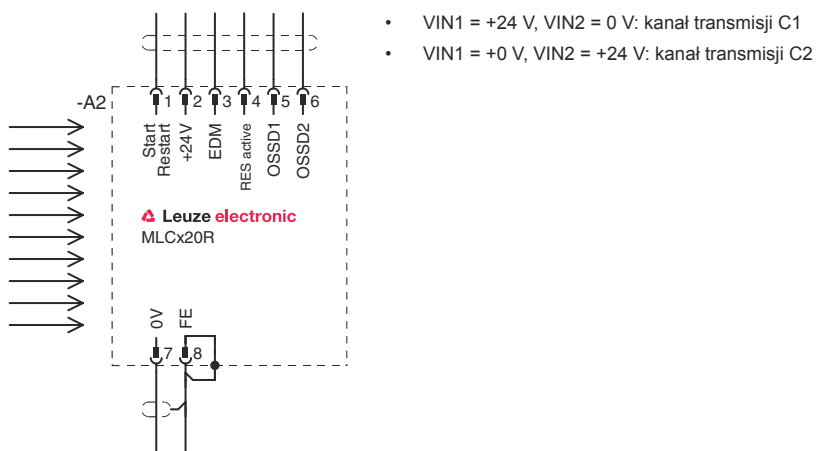 • VIN1 = +24 V, VIN2 = 0 V: kanał transmisji C1
• VIN1 = +0 V, VIN2 = +24 V: kanał transmisji C2
-A2
1 2 3 4 5 6
Start
Restart
+24V
EDM
RES active
OSSD1
OSSD2
Leuze electronic
MLCx20R
0V
FE
7 8